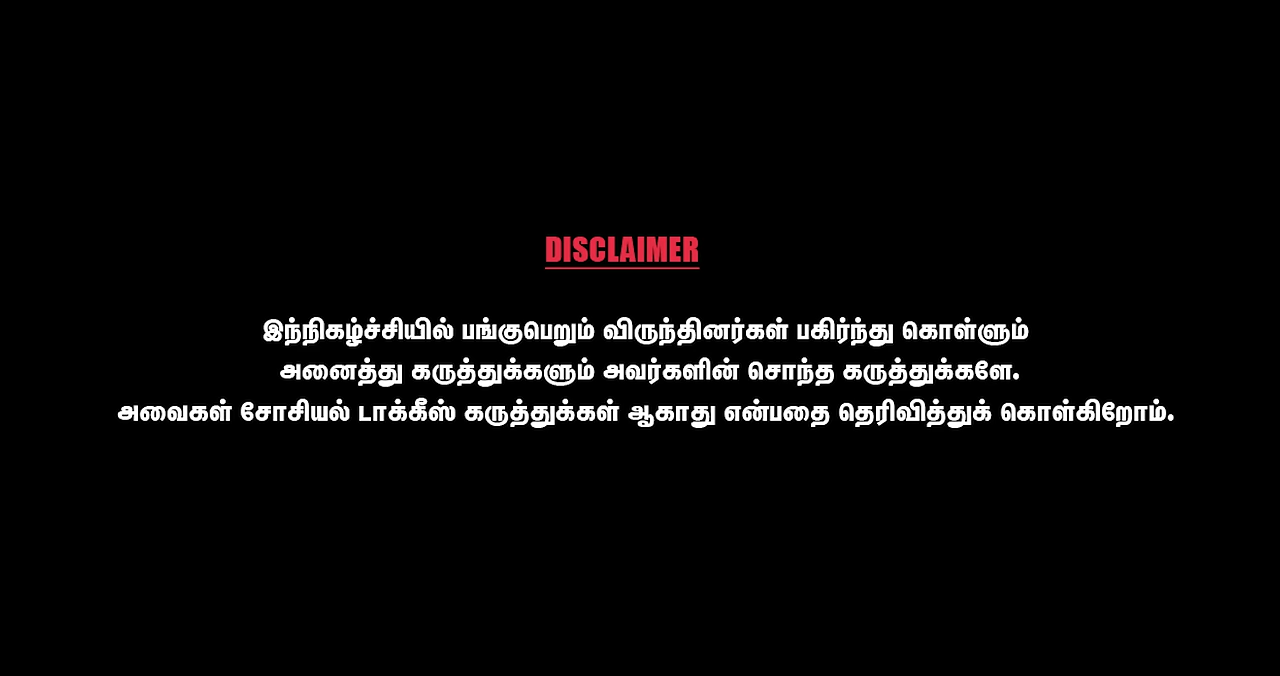 DISCLAIMER
இந்நிகழ்ச்சியில் பங்குபெறும் விருந்தினர்கள் பகிர்ந்து கொள்ளும்
அனைத்து கருத்துக்களும் அவர்களின் சொந்த கருத்துக்களே.
அவைகள் சோசியல் டாக்கீஸ் கருத்துக்கள் ஆகாது என்பதை தெரிவித்துக் கொள்கிறோம்.